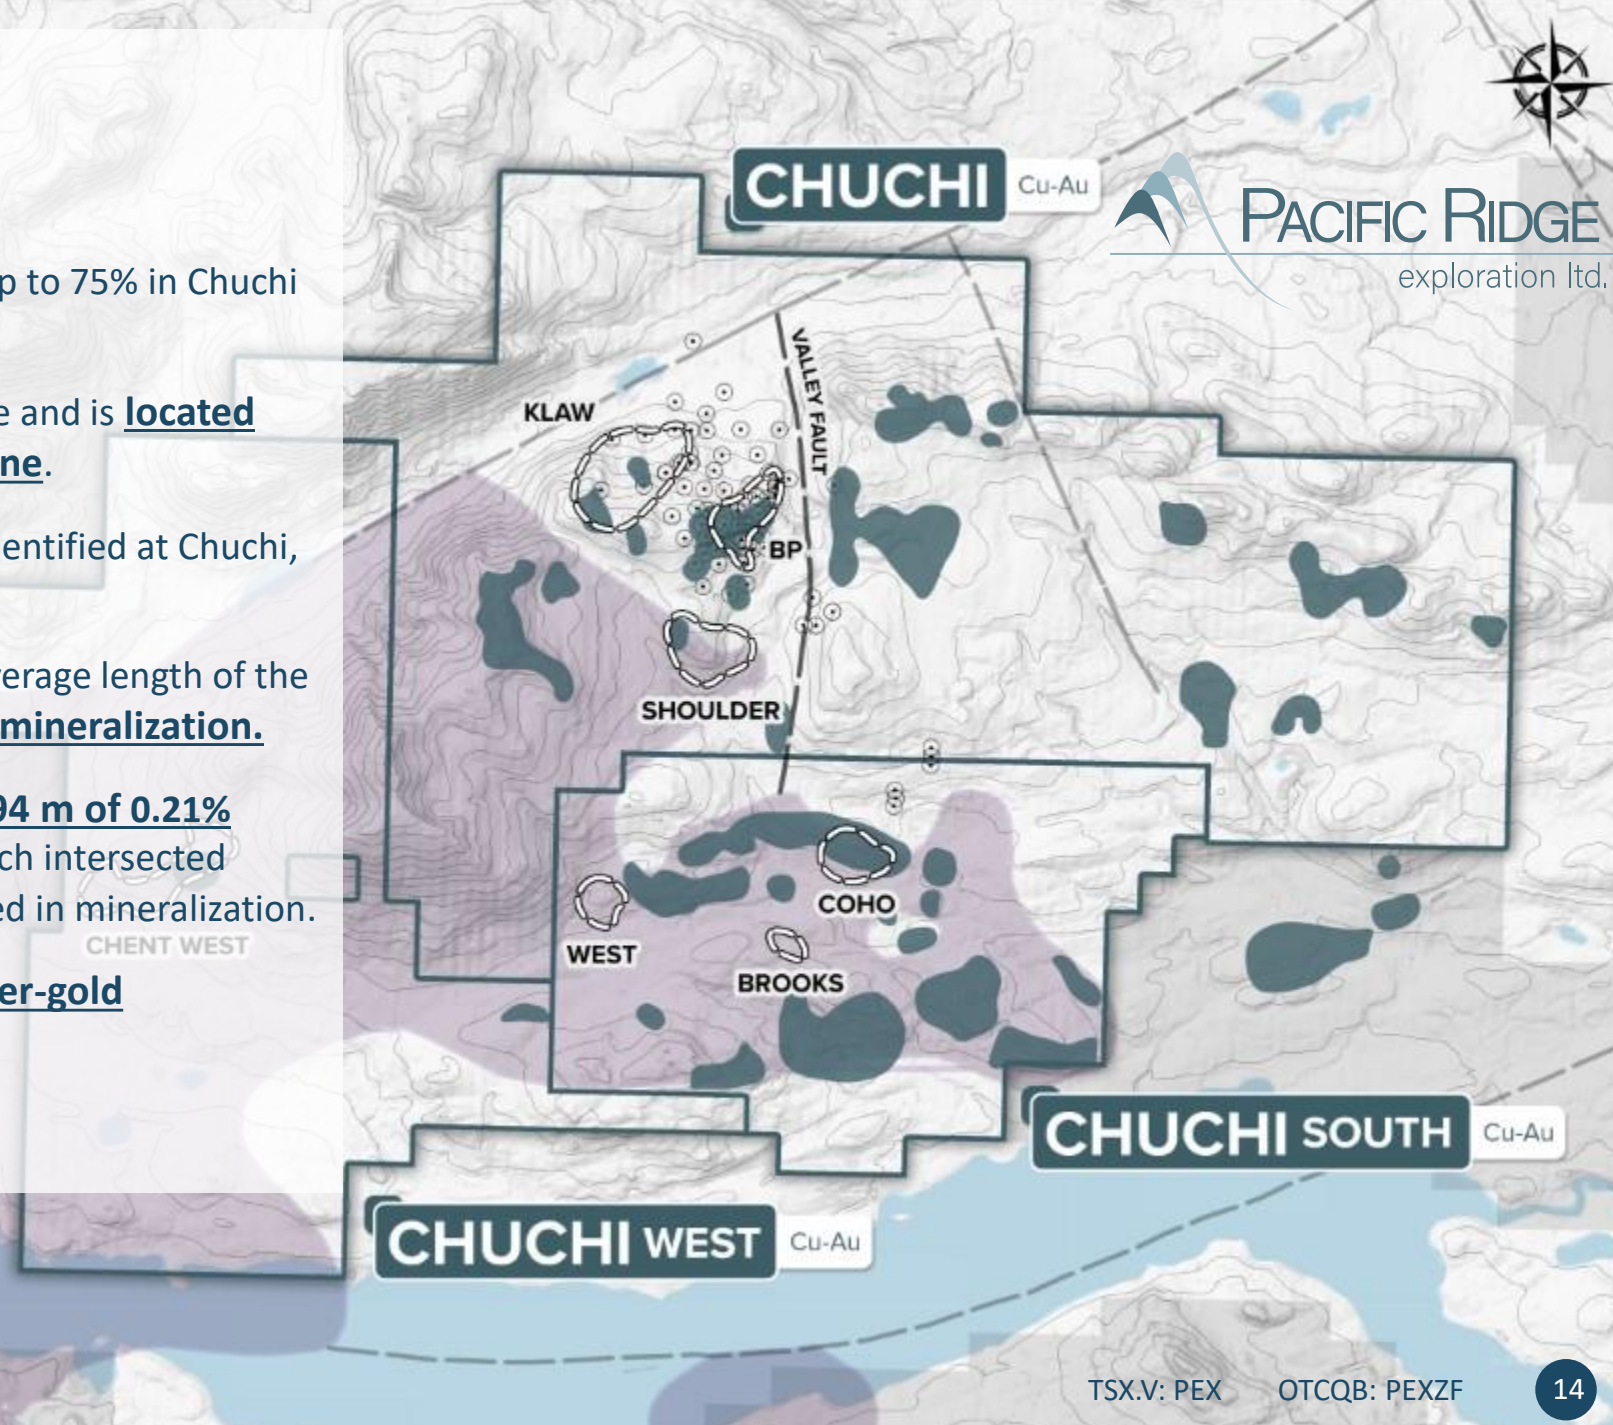 CHUCHI Cu-Au
PACIFIC RIDGE
exploration ltd.
to 75% in Chuchi
and is located
entified at Chuchi,
erage length of the
mineralization.
94 m of 0.21%
ch intersected
ed in mineralization.
er-gold
KLAW
VALLEY FAULT
BP
SHOULDER
COHO
WEST
BROOKS
CHENT WEST
CHUCHI SOUTH Cu-Au
CHUCHI WEST Cu-Au
TSX.V: PEX OTCQB: PEXZF 14